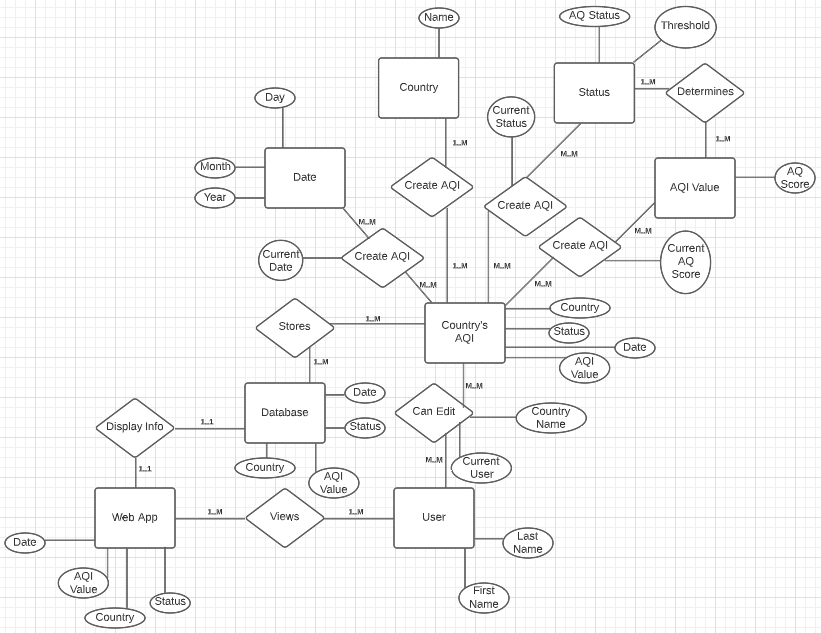 Name
AQ Status
Threshold
Country
Status
1..M
Determines
Day
Current
Status
1..M
1..M
M..M
Month
Date
Year
Create AQI
AQI Value
AQ
Score
Create AQI
M..M
M..M
Create AQI
Current
Date
Create AQI
1..M
M..M
Current
AQ
Score
M..M
M..M
Stores
1..M
Country's
AQI
Country
Status
Date
AQI
Value
1..M
M..M
Database
Date
Status
Can Edit
Country
Name
Display Info
1..1
1..1
Country
AQI
Value
M..M
Current
User
Web App
1..M
Views
1..M
User
Date
Last
Name
AQI
Value
Country
Status
First
Name